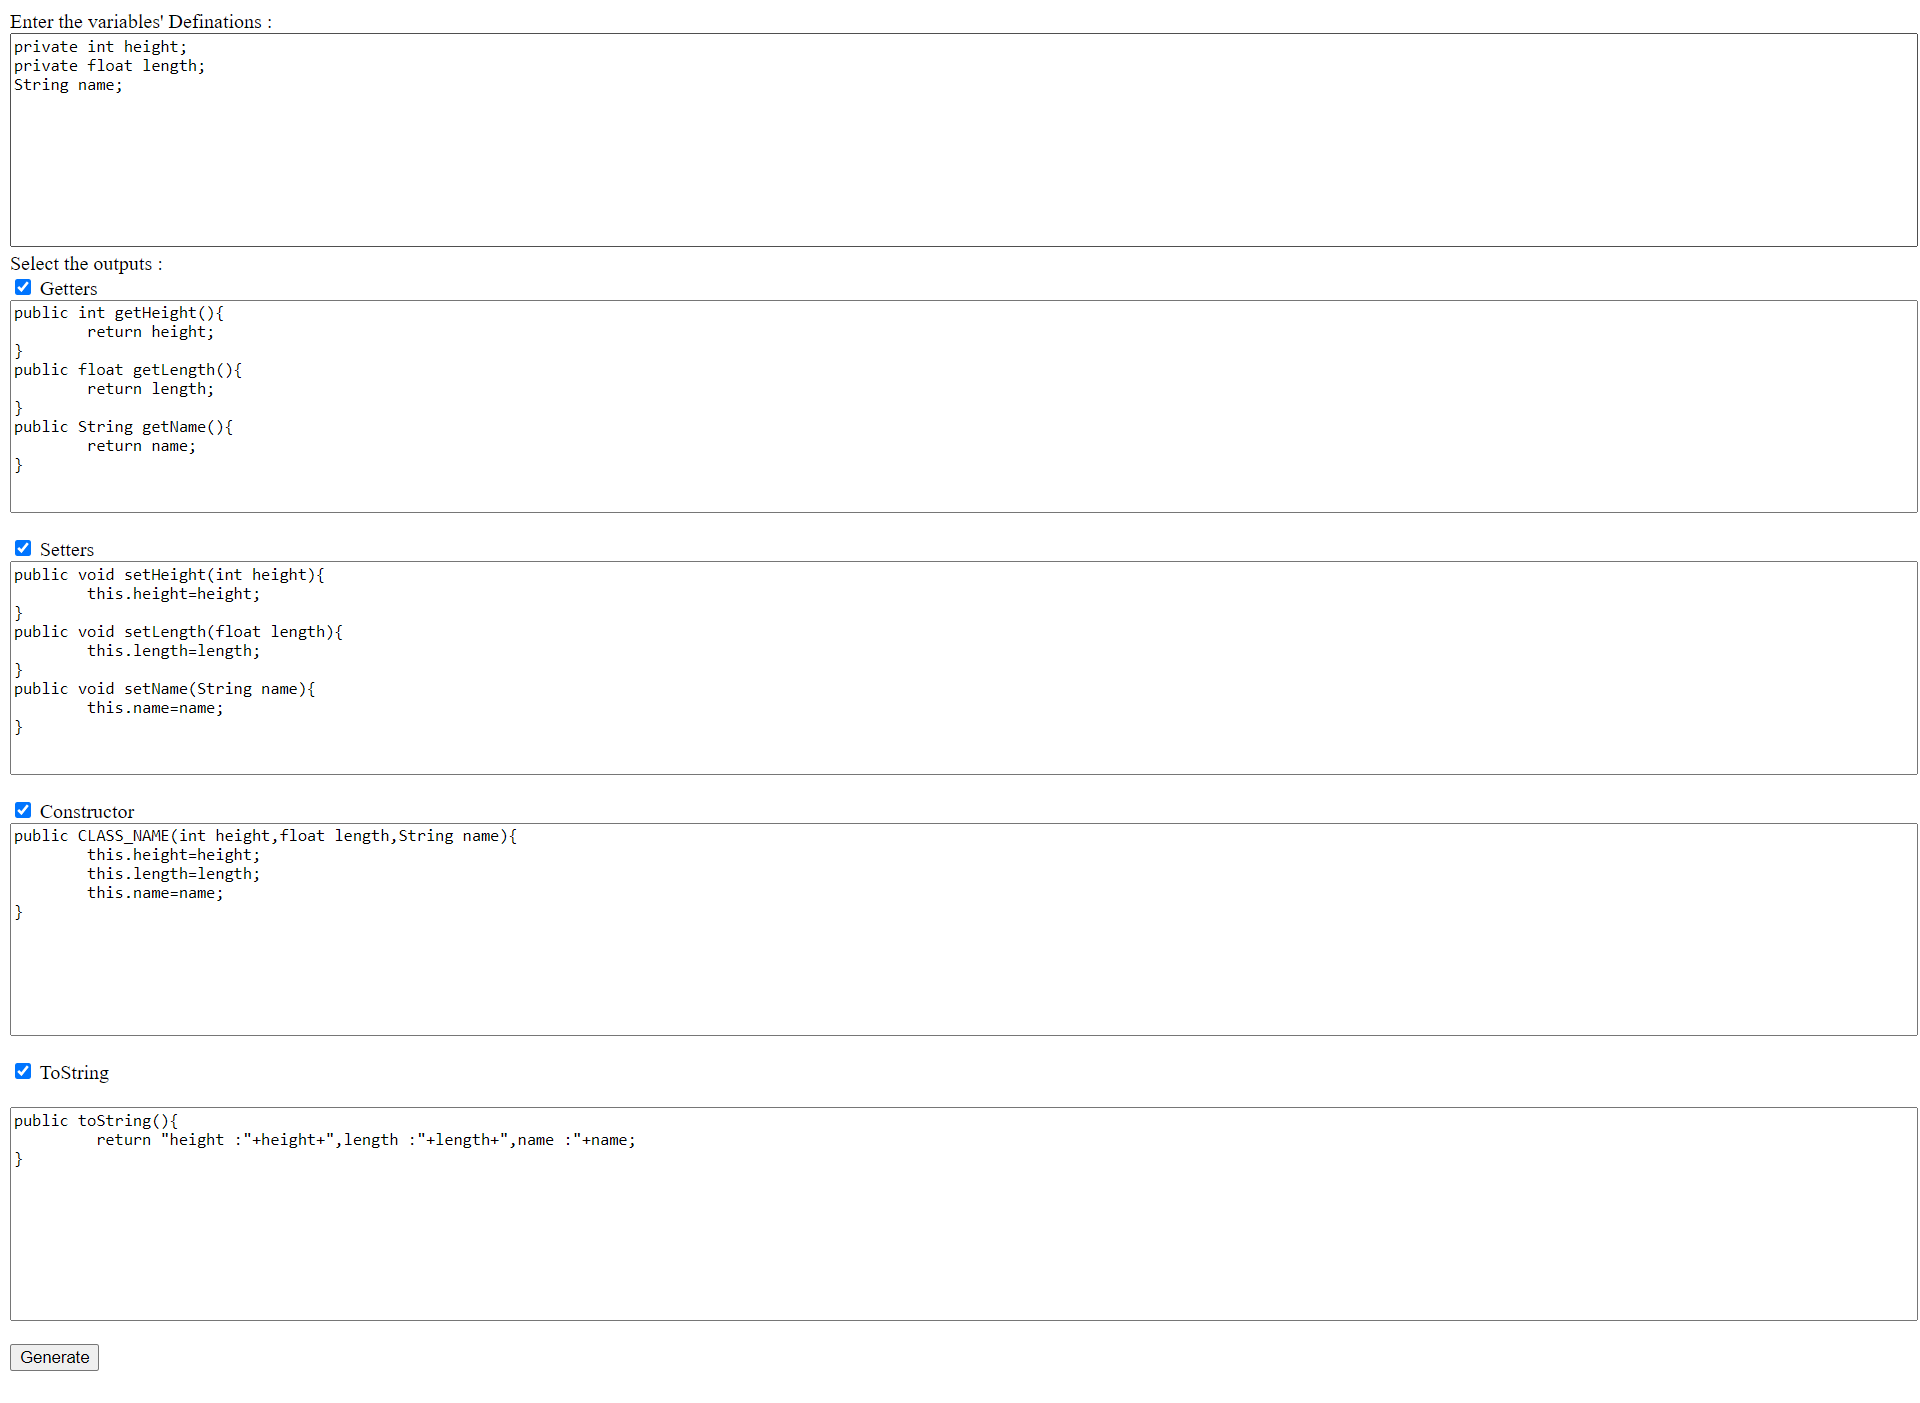 Enter the variables' Definations :
private int height;
private float length;
String name;
Select the outputs :
Getters
public int getHeight(){
        return height;
}
public float getLength(){
        return length;
}
public String getName(){
        return name;
}
Setters
public void setHeight(int height){
        this.height=height;
}
public void setLength(float length){
        this.length=length;
}
public void setName(String name){
        this.name=name;
}
Constructor
public CLASS_NAME(int height,float length,String name){
        this.height=height;
        this.length=length;
        this.name=name;
}
ToString
public toString(){
         return "height :"+height+",length :"+length+",name :"+name;
}
Generate